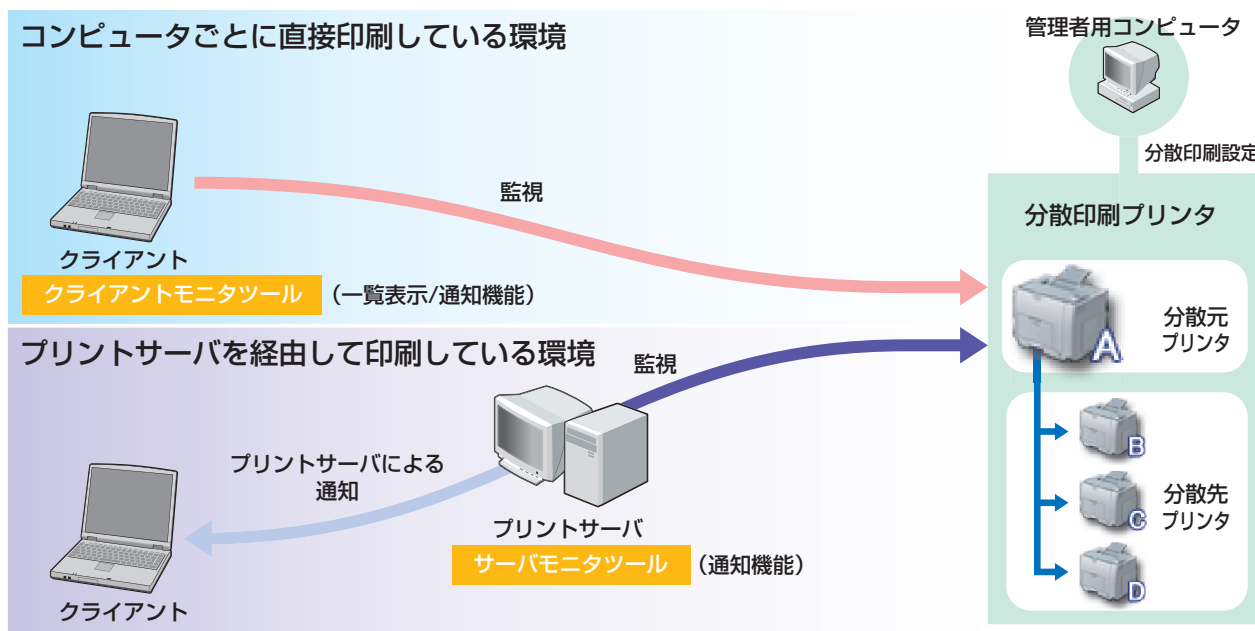 コンピュータごとに直接印刷している環境
監視
クライアント
クライアントモニタツール (一覧表示/通知機能)
プリントサーバを経由して印刷している環境
監視
プリントサーバによる
通知
プリントサーバ
サーバモニタツール (通知機能)
クライアント
管理者用コンピュータ
分散印刷設定
分散印刷プリンタ
A
分散元
プリンタ
B
C
D
分散先
プリンタ